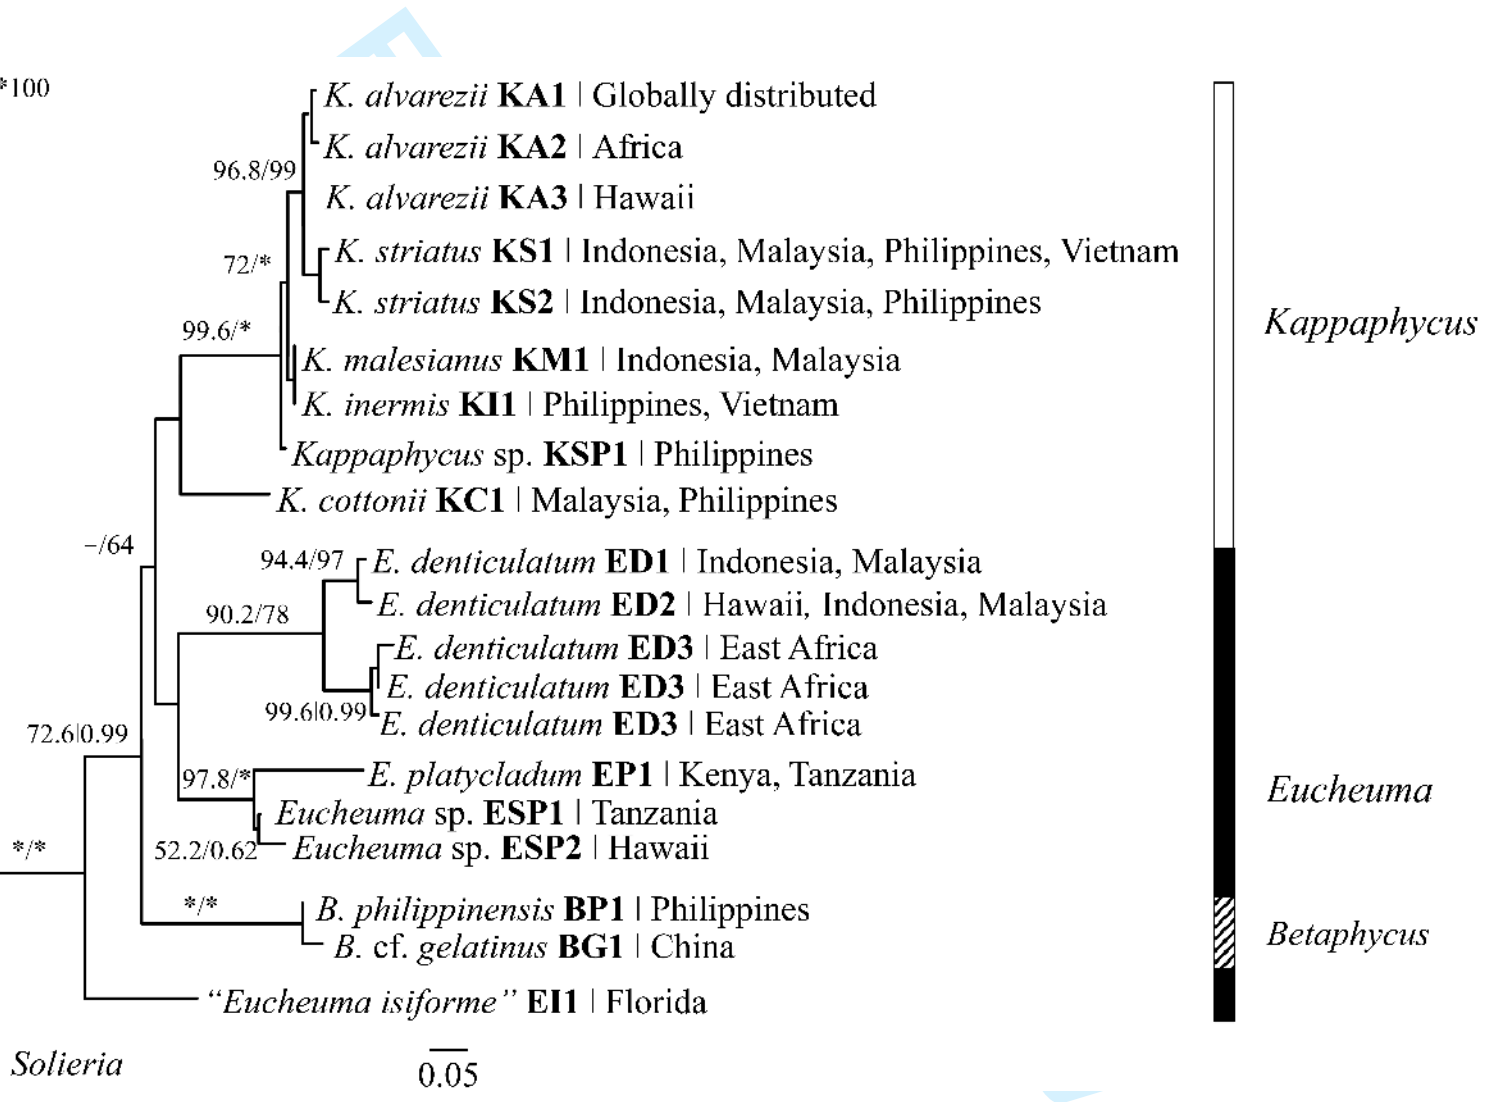 *100
K. alvarezii KA1 | Globally distributed
K. alvarezii KA2 | Africa
96.8/99
K. alvarezii KA3 | Hawaii
K. striatus KS1 | Indonesia, Malaysia, Philippines, Vietnam
72/*
K. striatus KS2 | Indonesia, Malaysia, Philippines
Kappaphycus
99.6/*
K. malesianus KM1 | Indonesia, Malaysia
K. inermis KI1 | Philippines, Vietnam
Kappaphycus sp. KSP1 | Philippines
K. cottonii KC1 | Malaysia, Philippines
–/64
94.4/97
E. denticulatum ED1 | Indonesia, Malaysia
E. denticulatum ED2 | Hawaii, Indonesia, Malaysia
90.2/78
E. denticulatum ED3 | East Africa
E. denticulatum ED3 | East Africa
99.6|0.99
E. denticulatum ED3 | East Africa
72.6|0.99
97.8/*
E. platycladum EP1 | Kenya, Tanzania
Eucheuma
Eucheuma sp. ESP1 | Tanzania
*/*
52.2/0.62
Eucheuma sp. ESP2 | Hawaii
*/*
B. philippinensis BP1 | Philippines
Betaphycus
B. cf. gelatinus BG1 | China
“Eucheuma isiforme” EI1 | Florida
Solieria
0.05